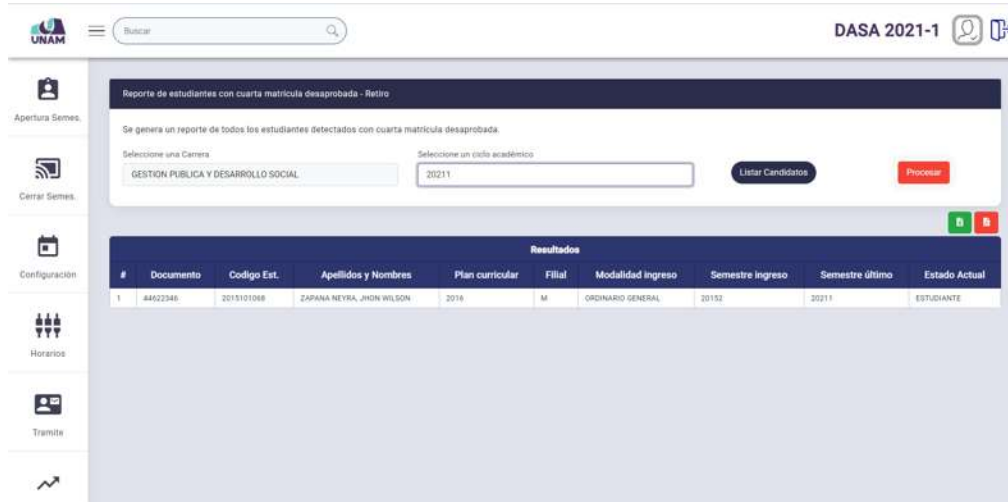 UNAM
Buscar
DASA 2021-1
Apertura Semes.
Cerrar Semes.
Configuración
Horarios
Tramite
Reporte de estudiantes con cuarta matricula desaprobada - Retiro
Se genera un reporte de todos los estudiantes detectados con cuarta matricula desaprobada.
Seleccione una Carrera
Seleccione un ciclo académico
GESTION PUBLICA Y DESARROLLO SOCIAL
20211
Listar Candidatos
Procesar
Resultados
# Documento Codigo Est. Apellidos y Nombres Plan curricular Filial Modalidad ingreso Semestre ingreso Semestre último Estado Actual
1 44622346 2015101068 ZAPANA NEYRA, JHON WILSON 2016 M ORDINARIO GENERAL 20152 20211 ESTUDIANTE